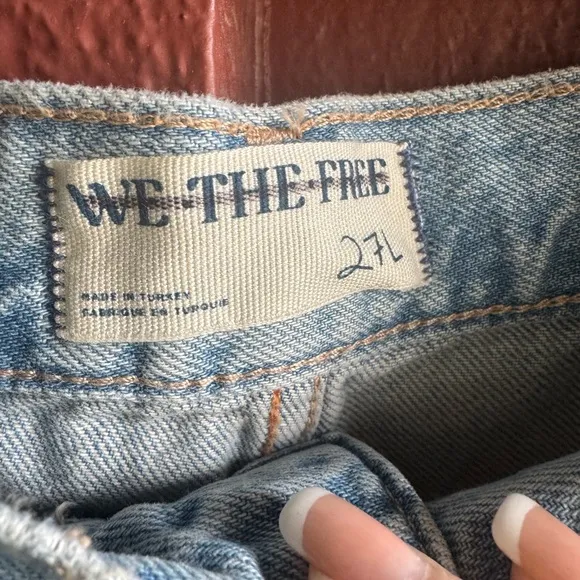 WE·THE·FREE
27L
MADE IN TURKEY
FABRIQUE EN TURQUIE